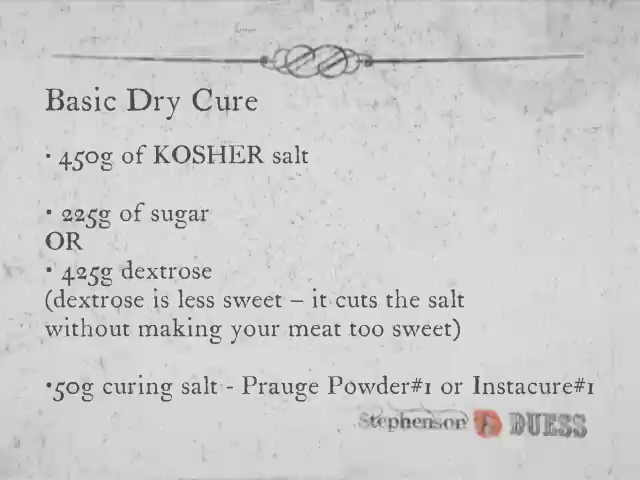 Basic Dry Cure
· 450g of KOSHER salt
· 225g of sugar
OR
· 425g dextrose
(dextrose is less sweet – it cuts the salt
without making your meat too sweet)
·50g curing salt - Prauge Powder#1 or Instacure#1
Stephenson & DUESS